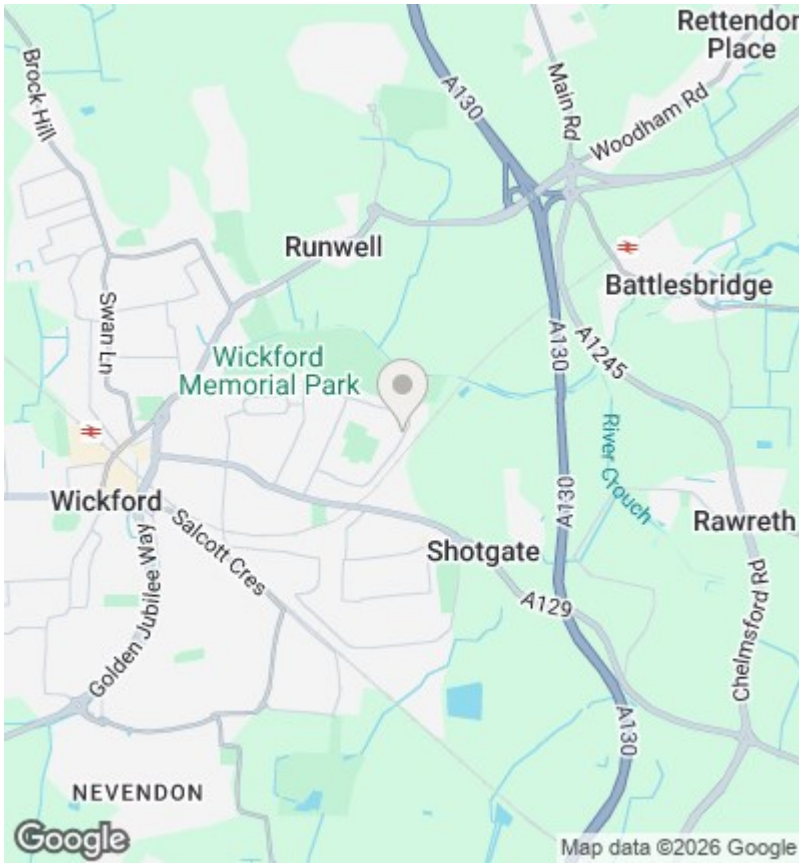 Rettendon
Place
Brock Hill
A130
Main Rd
Woodham Rd
Runwell
Battlesbridge
Swan Ln
Wickford
Memorial Park
A130
A1245
River Crouch
Wickford
A130
Rawreth
Salcott Cres
Golden Jubilee Way
Shotgate
A129
Chelmsford Rd
A130
NEVENDON
Google
Map data ©2026 Google